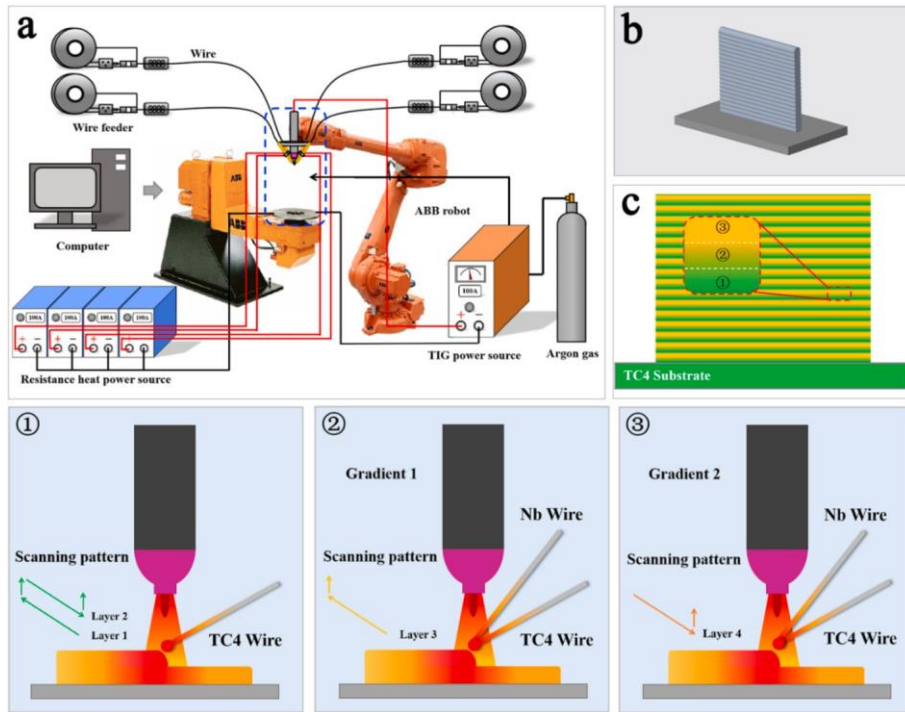 a
Wire
Wire feeder
Computer
ABB
ABB robot
100A
100A
100A
100A
100A
+ −
+ −
+ −
+ −
+ −
Resistance heat power source
TIG power source
Argon gas
b
c
③
②
①
TC4 Substrate
①
Scanning pattern
Layer 2
Layer 1
TC4 Wire
②
Gradient 1
Nb Wire
Scanning pattern
Layer 3
TC4 Wire
③
Gradient 2
Nb Wire
Scanning pattern
Layer 4
TC4 Wire